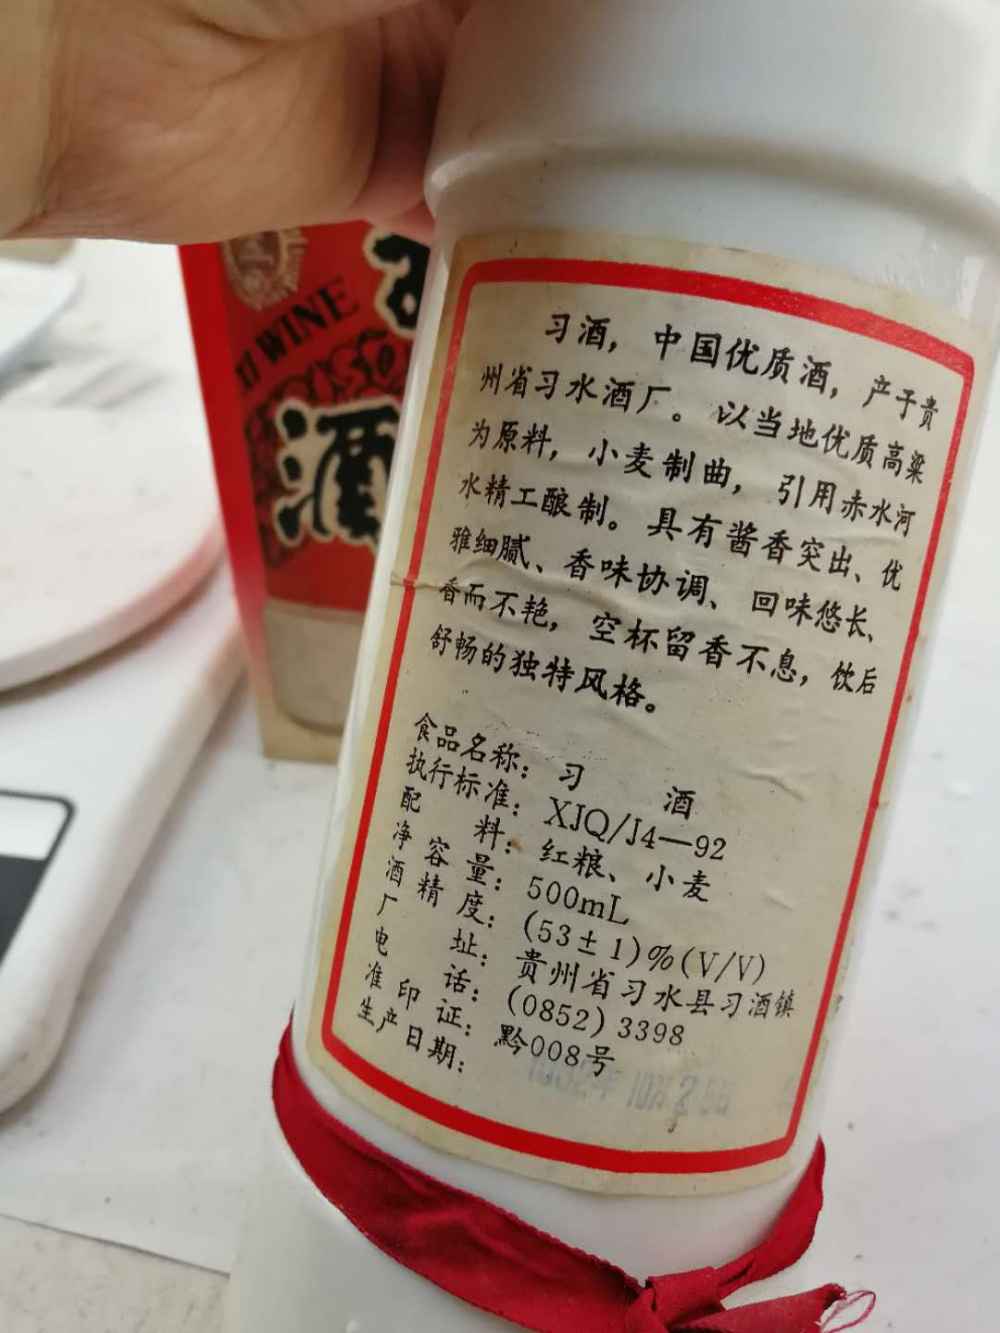 XI WINE
习
酒
习酒，中国优质酒，产于贵
州省习水酒厂。以当地优质高粱
为原料，小麦制曲，引用赤水河
水精工酿制。具有酱香突出、优
雅细腻、香味协调、回味悠长、
香而不艳，空杯留香不息，饮后
舒畅的独特风格。
食品名称：习 酒
执行标准：XJQ/J4—92
配 料：红粮、小麦
净 容 量：500mL
酒 精 度：(53±1)%(V/V)
厂 址：贵州省习水县习酒镇
电 话：(0852)3398
准 印 证：黔008号
生产日期：